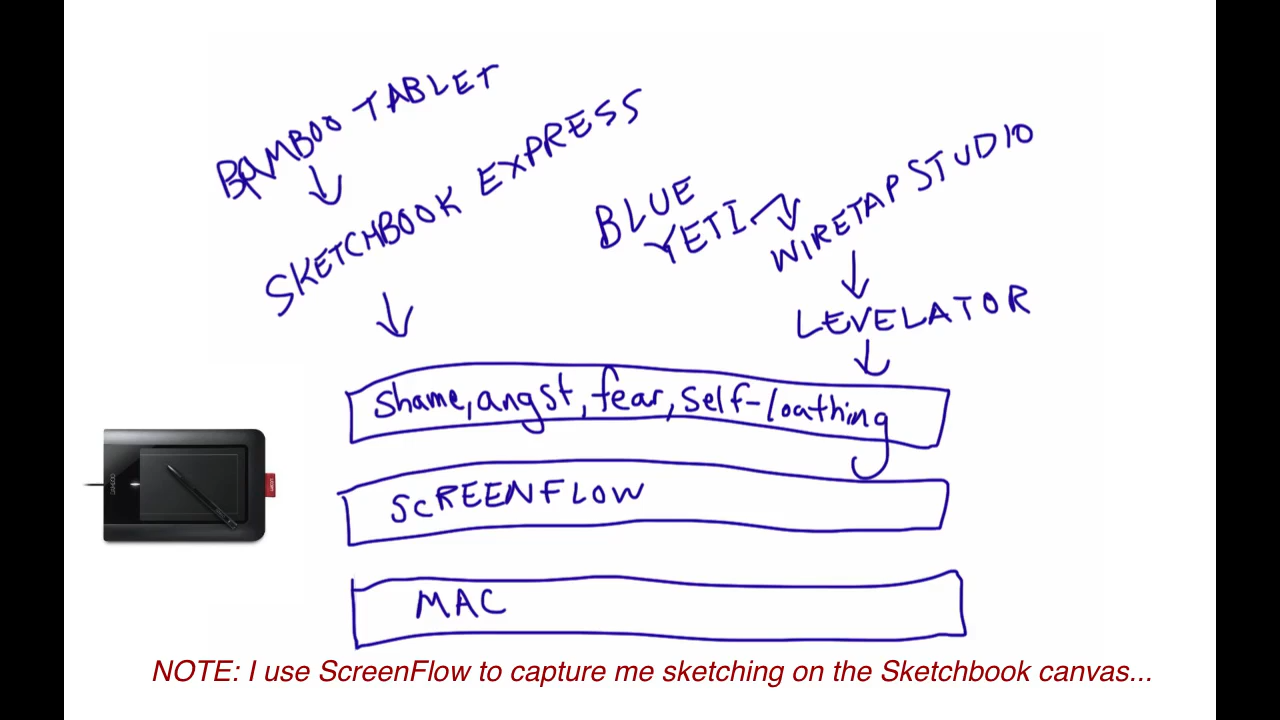 BAMBOO TABLET
SKETCHBOOK EXPRESS
BLUE
YETI
WIRETAP STUDIO
LEVELATOR
shame, angst, fear, self-loathing
ScREENFLOW
MAC
NOTE: I use ScreenFlow to capture me sketching on the Sketchbook canvas...